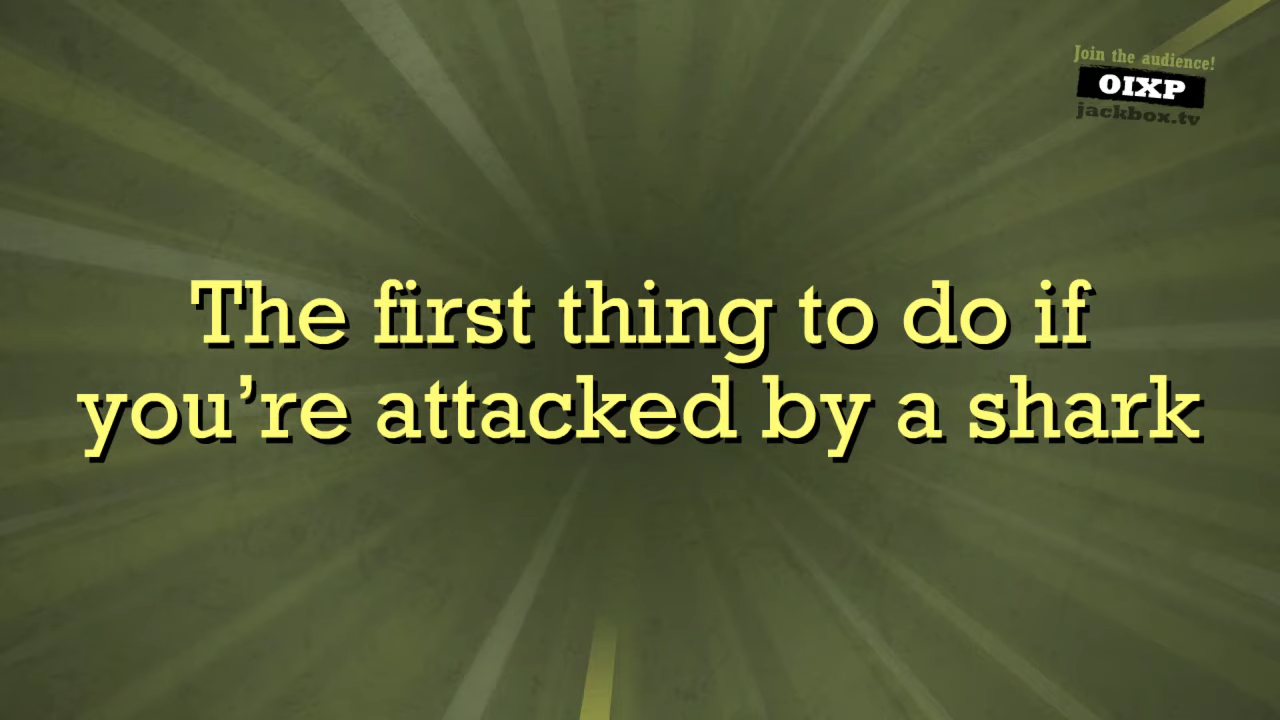 Join the audience!
OIXP
jackbox.tv
The first thing to do if
you’re attacked by a shark